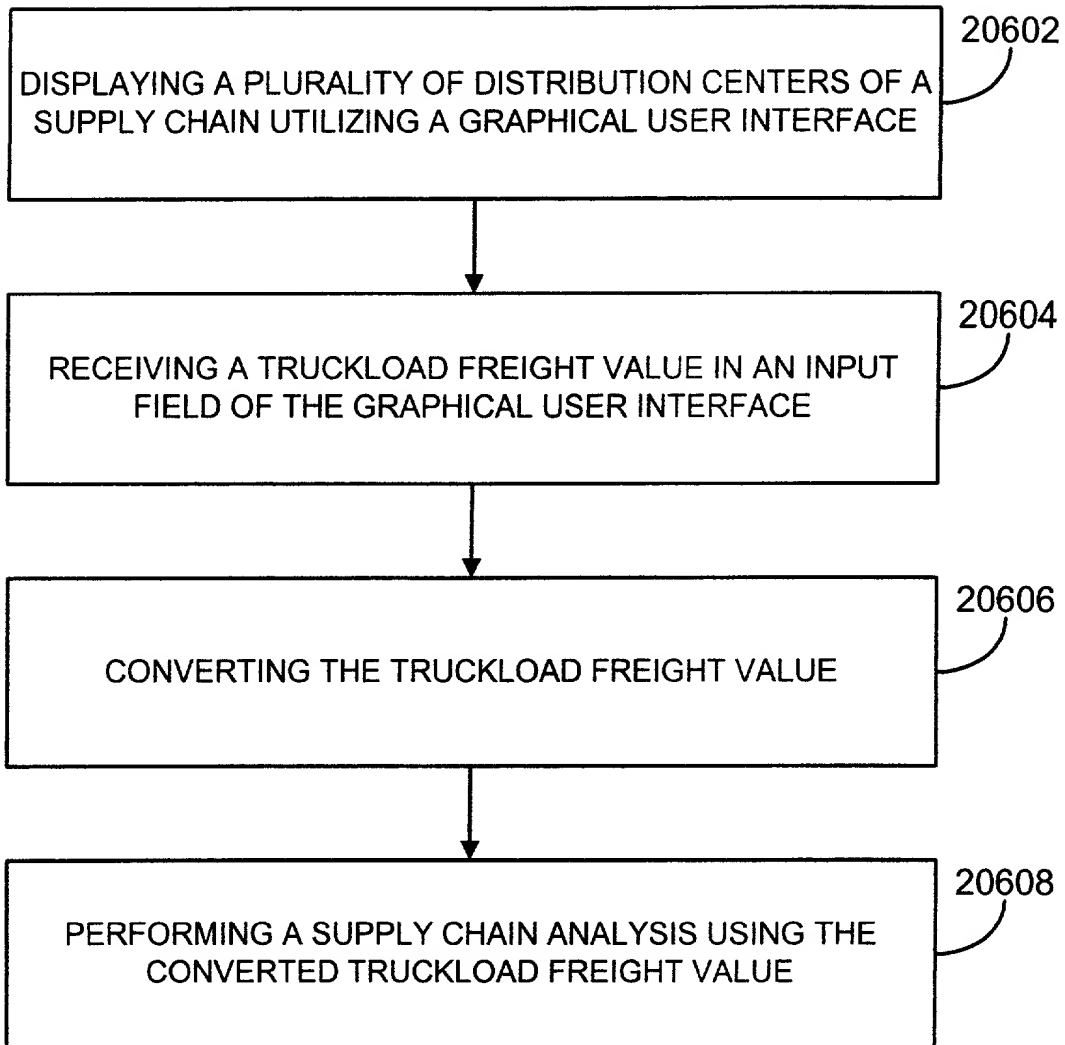 20602
DISPLAYING A PLURALITY OF DISTRIBUTION CENTERS OF A
SUPPLY CHAIN UTILIZING A GRAPHICAL USER INTERFACE
20604
RECEIVING A TRUCKLOAD FREIGHT VALUE IN AN INPUT
FIELD OF THE GRAPHICAL USER INTERFACE
20606
CONVERTING THE TRUCKLOAD FREIGHT VALUE
20608
PERFORMING A SUPPLY CHAIN ANALYSIS USING THE
CONVERTED TRUCKLOAD FREIGHT VALUE